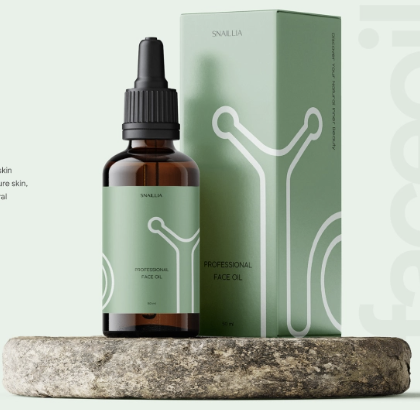 SNAILLIA
skin
ure skin,
al
SNAILLIA
PROFESSIONAL
FACE OIL
PROFESSIONAL
FACE OIL
faceoil